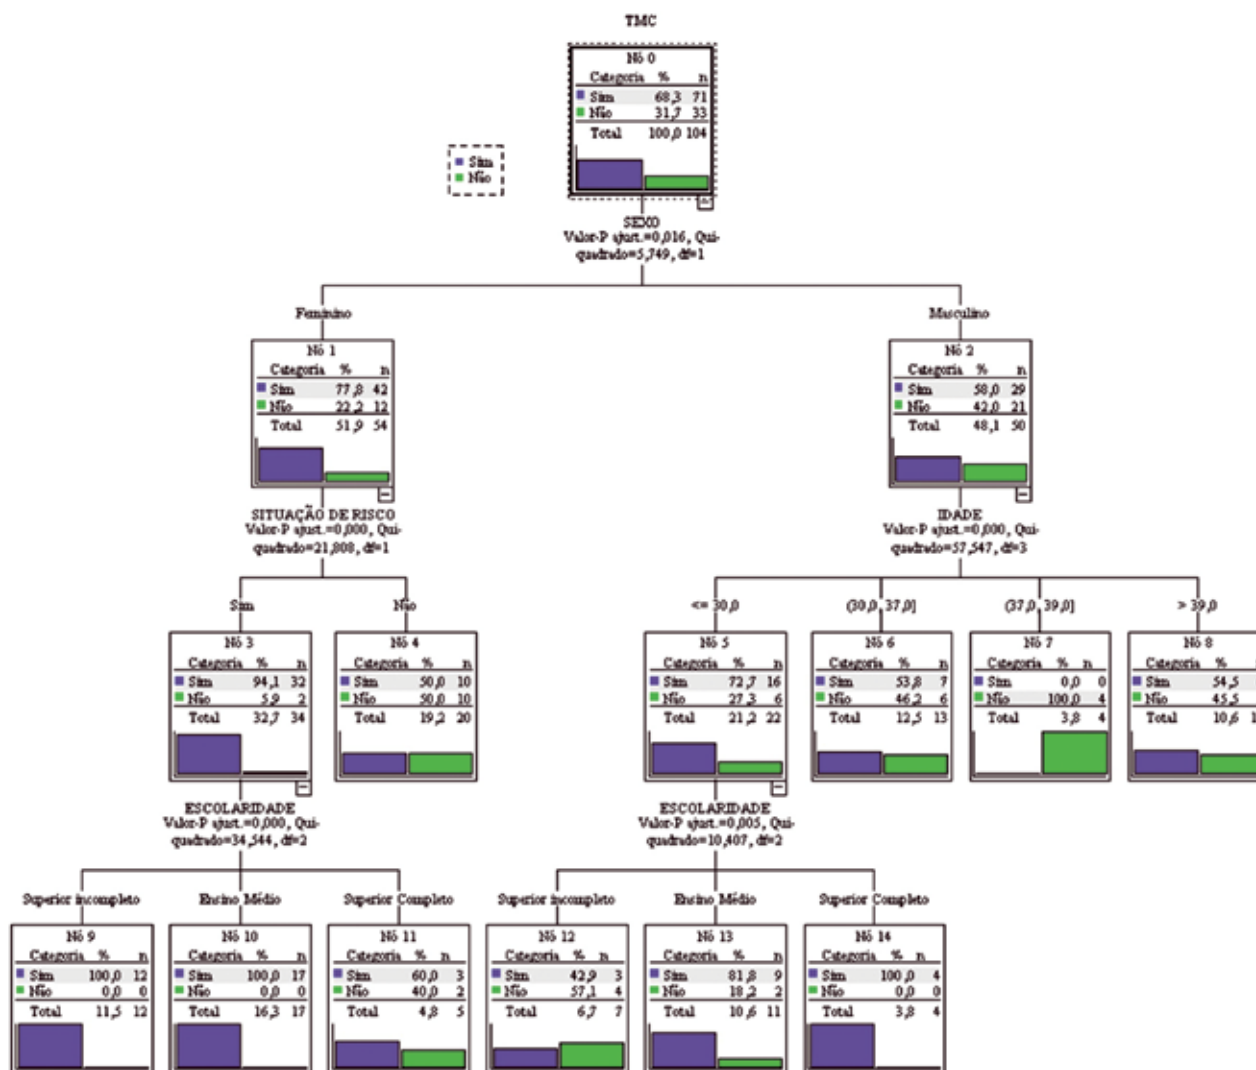 TMC
Nó 0
Categoria % n
Sim 68,3 71
Não 31,7 33
Total 100,0 104
Sim
Não
SEXO
Valor-P ajust.=0,016, Qui-
quadrado=5,749, df=1
Feminino
Masculino
Nó 1
Categoria % n
Sim 77,8 42
Não 22,2 12
Total 51,9 54
Nó 2
Categoria % n
Sim 58,0 29
Não 42,0 21
Total 48,1 50
SITUAÇÃO DE RISCO
Valor-P ajust.=0,000, Qui-
quadrado=21,808, df=1
IDADE
Valor-P ajust.=0,000, Qui-
quadrado=57,547, df=3
Sim
Não
<= 30,0
(30,0, 37,0]
(37,0, 39,0]
> 39,0
Nó 3
Categoria % n
Sim 94,1 32
Não 5,9 2
Total 32,7 34
Nó 4
Categoria % n
Sim 50,0 10
Não 50,0 10
Total 19,2 20
Nó 5
Categoria % n
Sim 72,7 16
Não 27,3 6
Total 21,2 22
Nó 6
Categoria % n
Sim 53,8 7
Não 46,2 6
Total 12,5 13
Nó 7
Categoria % n
Sim 0,0 0
Não 100,0 4
Total 3,8 4
Nó 8
Categoria %
Sim 54,5
Não 45,5
Total 10,6 1
ESCOLARIDADE
Valor-P ajust.=0,000, Qui-
quadrado=34,544, df=2
ESCOLARIDADE
Valor-P ajust.=0,005, Qui-
quadrado=10,407, df=2
Superior incompleto
Ensino Médio
Superior Completo
Superior incompleto
Ensino Médio
Superior Completo
Nó 9
Categoria % n
Sim 100,0 12
Não 0,0 0
Total 11,5 12
Nó 10
Categoria % n
Sim 100,0 17
Não 0,0 0
Total 16,3 17
Nó 11
Categoria % n
Sim 60,0 3
Não 40,0 2
Total 4,8 5
Nó 12
Categoria % n
Sim 42,9 3
Não 57,1 4
Total 6,7 7
Nó 13
Categoria % n
Sim 81,8 9
Não 18,2 2
Total 10,6 11
Nó 14
Categoria % n
Sim 100,0 4
Não 0,0 0
Total 3,8 4